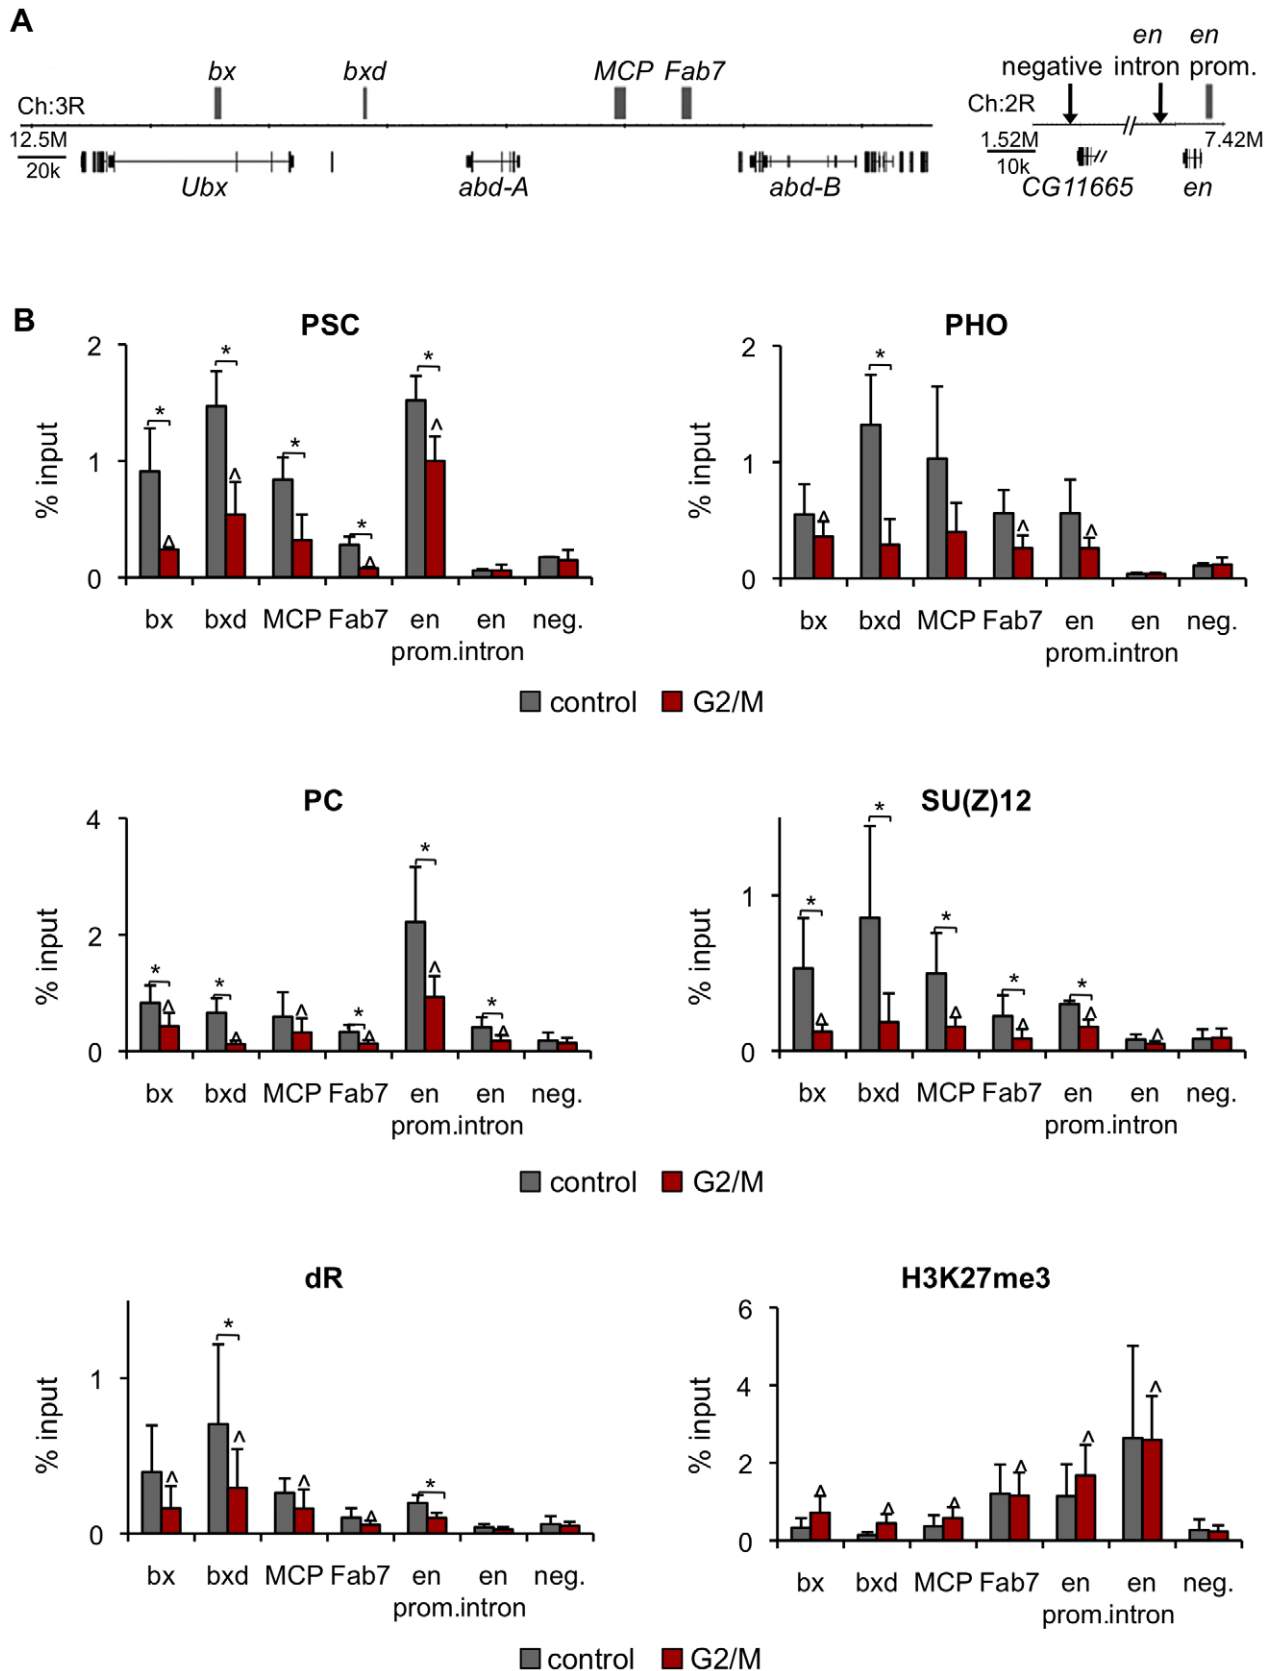 A
en en
bx bxd MCP Fab7 negative intron prom.
Ch:3R Ch:2R
12.5M 1.52M 7.42M
20k 10k
Ubx abd-A abd-B CG11665 en
B
PSC PHO
2 * * * * * ^ ^ ^ ^ 2 * ^ ^ ^
% input 1 % input 1
0 0
bx bxd MCP Fab7 en en neg. bx bxd MCP Fab7 en en neg.
prom. intron prom. intron
control G2/M
PC SU(Z)12
4 * * * * * ^ ^ ^ ^ ^ ^ * * * * * ^ ^ ^ ^ ^
% input 2 % input 1
0 0
bx bxd MCP Fab7 en en neg. bx bxd MCP Fab7 en en neg.
prom. intron prom. intron
control G2/M
dR H3K27me3
* * ^ ^ ^ ^ 6 ^ ^ ^ ^ ^ ^
% input 1 % input 4
2
0 0
bx bxd MCP Fab7 en en neg. bx bxd MCP Fab7 en en neg.
prom. intron prom. intron
control G2/M